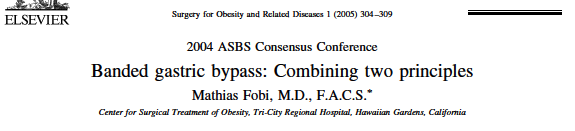 ELSEVIER
Surgery for Obesity and Related Diseases 1 (2005) 304–309
2004 ASBS Consensus Conference
Banded gastric bypass: Combining two principles
Mathias Fobi, M.D., F.A.C.S.*
Center for Surgical Treatment of Obesity, Tri-City Regional Hospital, Hawaiian Gardens, California